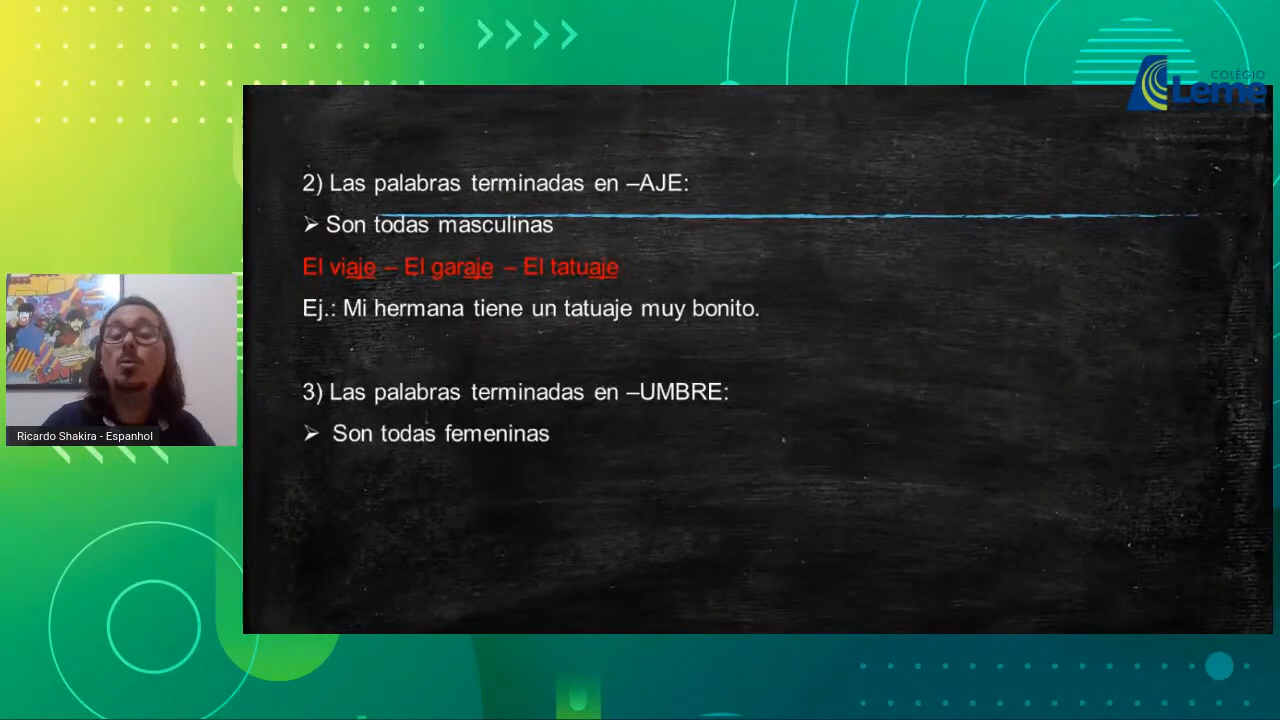 COLÉGIO
Leme
2) Las palabras terminadas en –AJE:
➢ Son todas masculinas
El viaje – El garaje – El tatuaje
Ej.: Mi hermana tiene un tatuaje muy bonito.
3) Las palabras terminadas en –UMBRE:
➢ Son todas femeninas
Ricardo Shakira - Espanhol